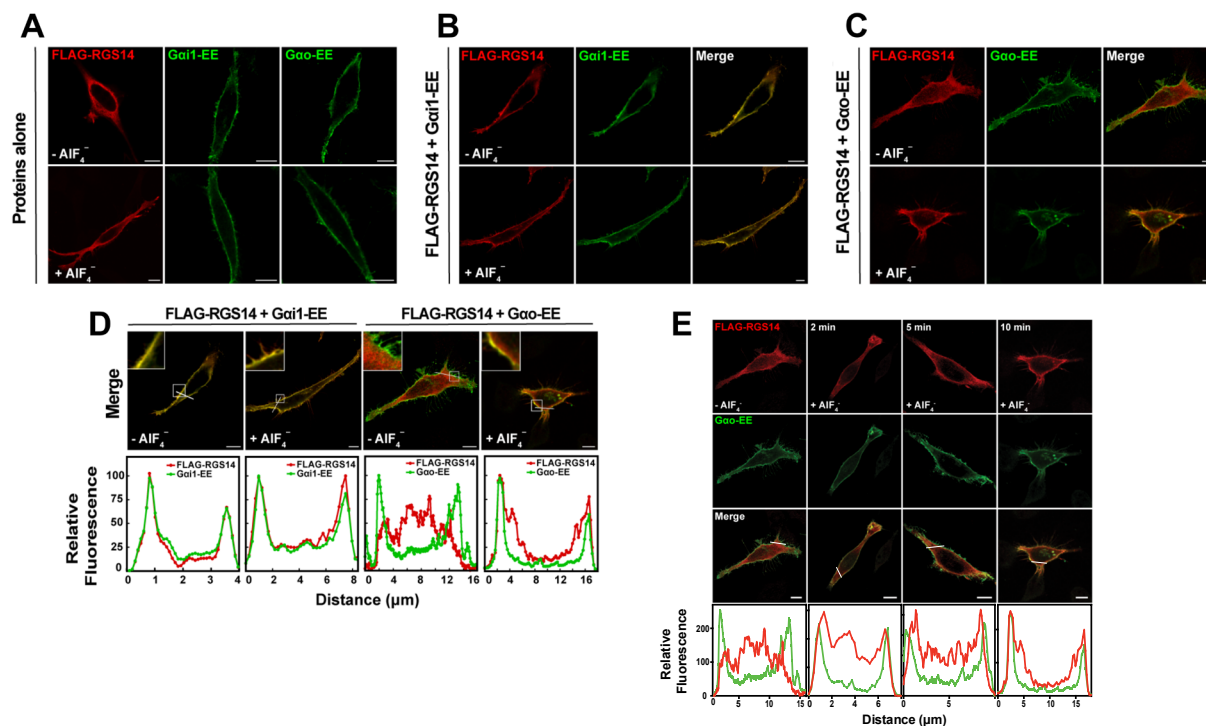 A
FLAG-RGS14
Gαi1-EE
Gαo-EE
Proteins alone
- AlF4⁻
+ AlF4⁻
B
FLAG-RGS14 + Gαi1-EE
FLAG-RGS14
Gαi1-EE
Merge
- AlF4⁻
+ AlF4⁻
C
FLAG-RGS14 + Gαo-EE
FLAG-RGS14
Gαo-EE
Merge
- AlF4⁻
+ AlF4⁻
D
FLAG-RGS14 + Gαi1-EE
FLAG-RGS14 + Gαo-EE
Merge
- AlF4⁻
+ AlF4⁻
- AlF4⁻
+ AlF4⁻
Relative
Fluorescence
100
75
50
25
0
FLAG-RGS14
Gαi1-EE
FLAG-RGS14
Gαi1-EE
FLAG-RGS14
Gαo-EE
FLAG-RGS14
Gαo-EE
0 1 2 3 4
0 2 4 6 8
0 2 4 6 8 10 12 14 16
0 4 8 12 16
Distance (μm)
E
FLAG-RGS14
2 min
5 min
10 min
- AlF4⁻
+ AlF4⁻
+ AlF4⁻
+ AlF4⁻
Gαo-EE
Merge
Relative
Fluorescence
200
100
0
0 5 10 15
0 2 4 6
0 5
0 5 10 15
Distance (μm)